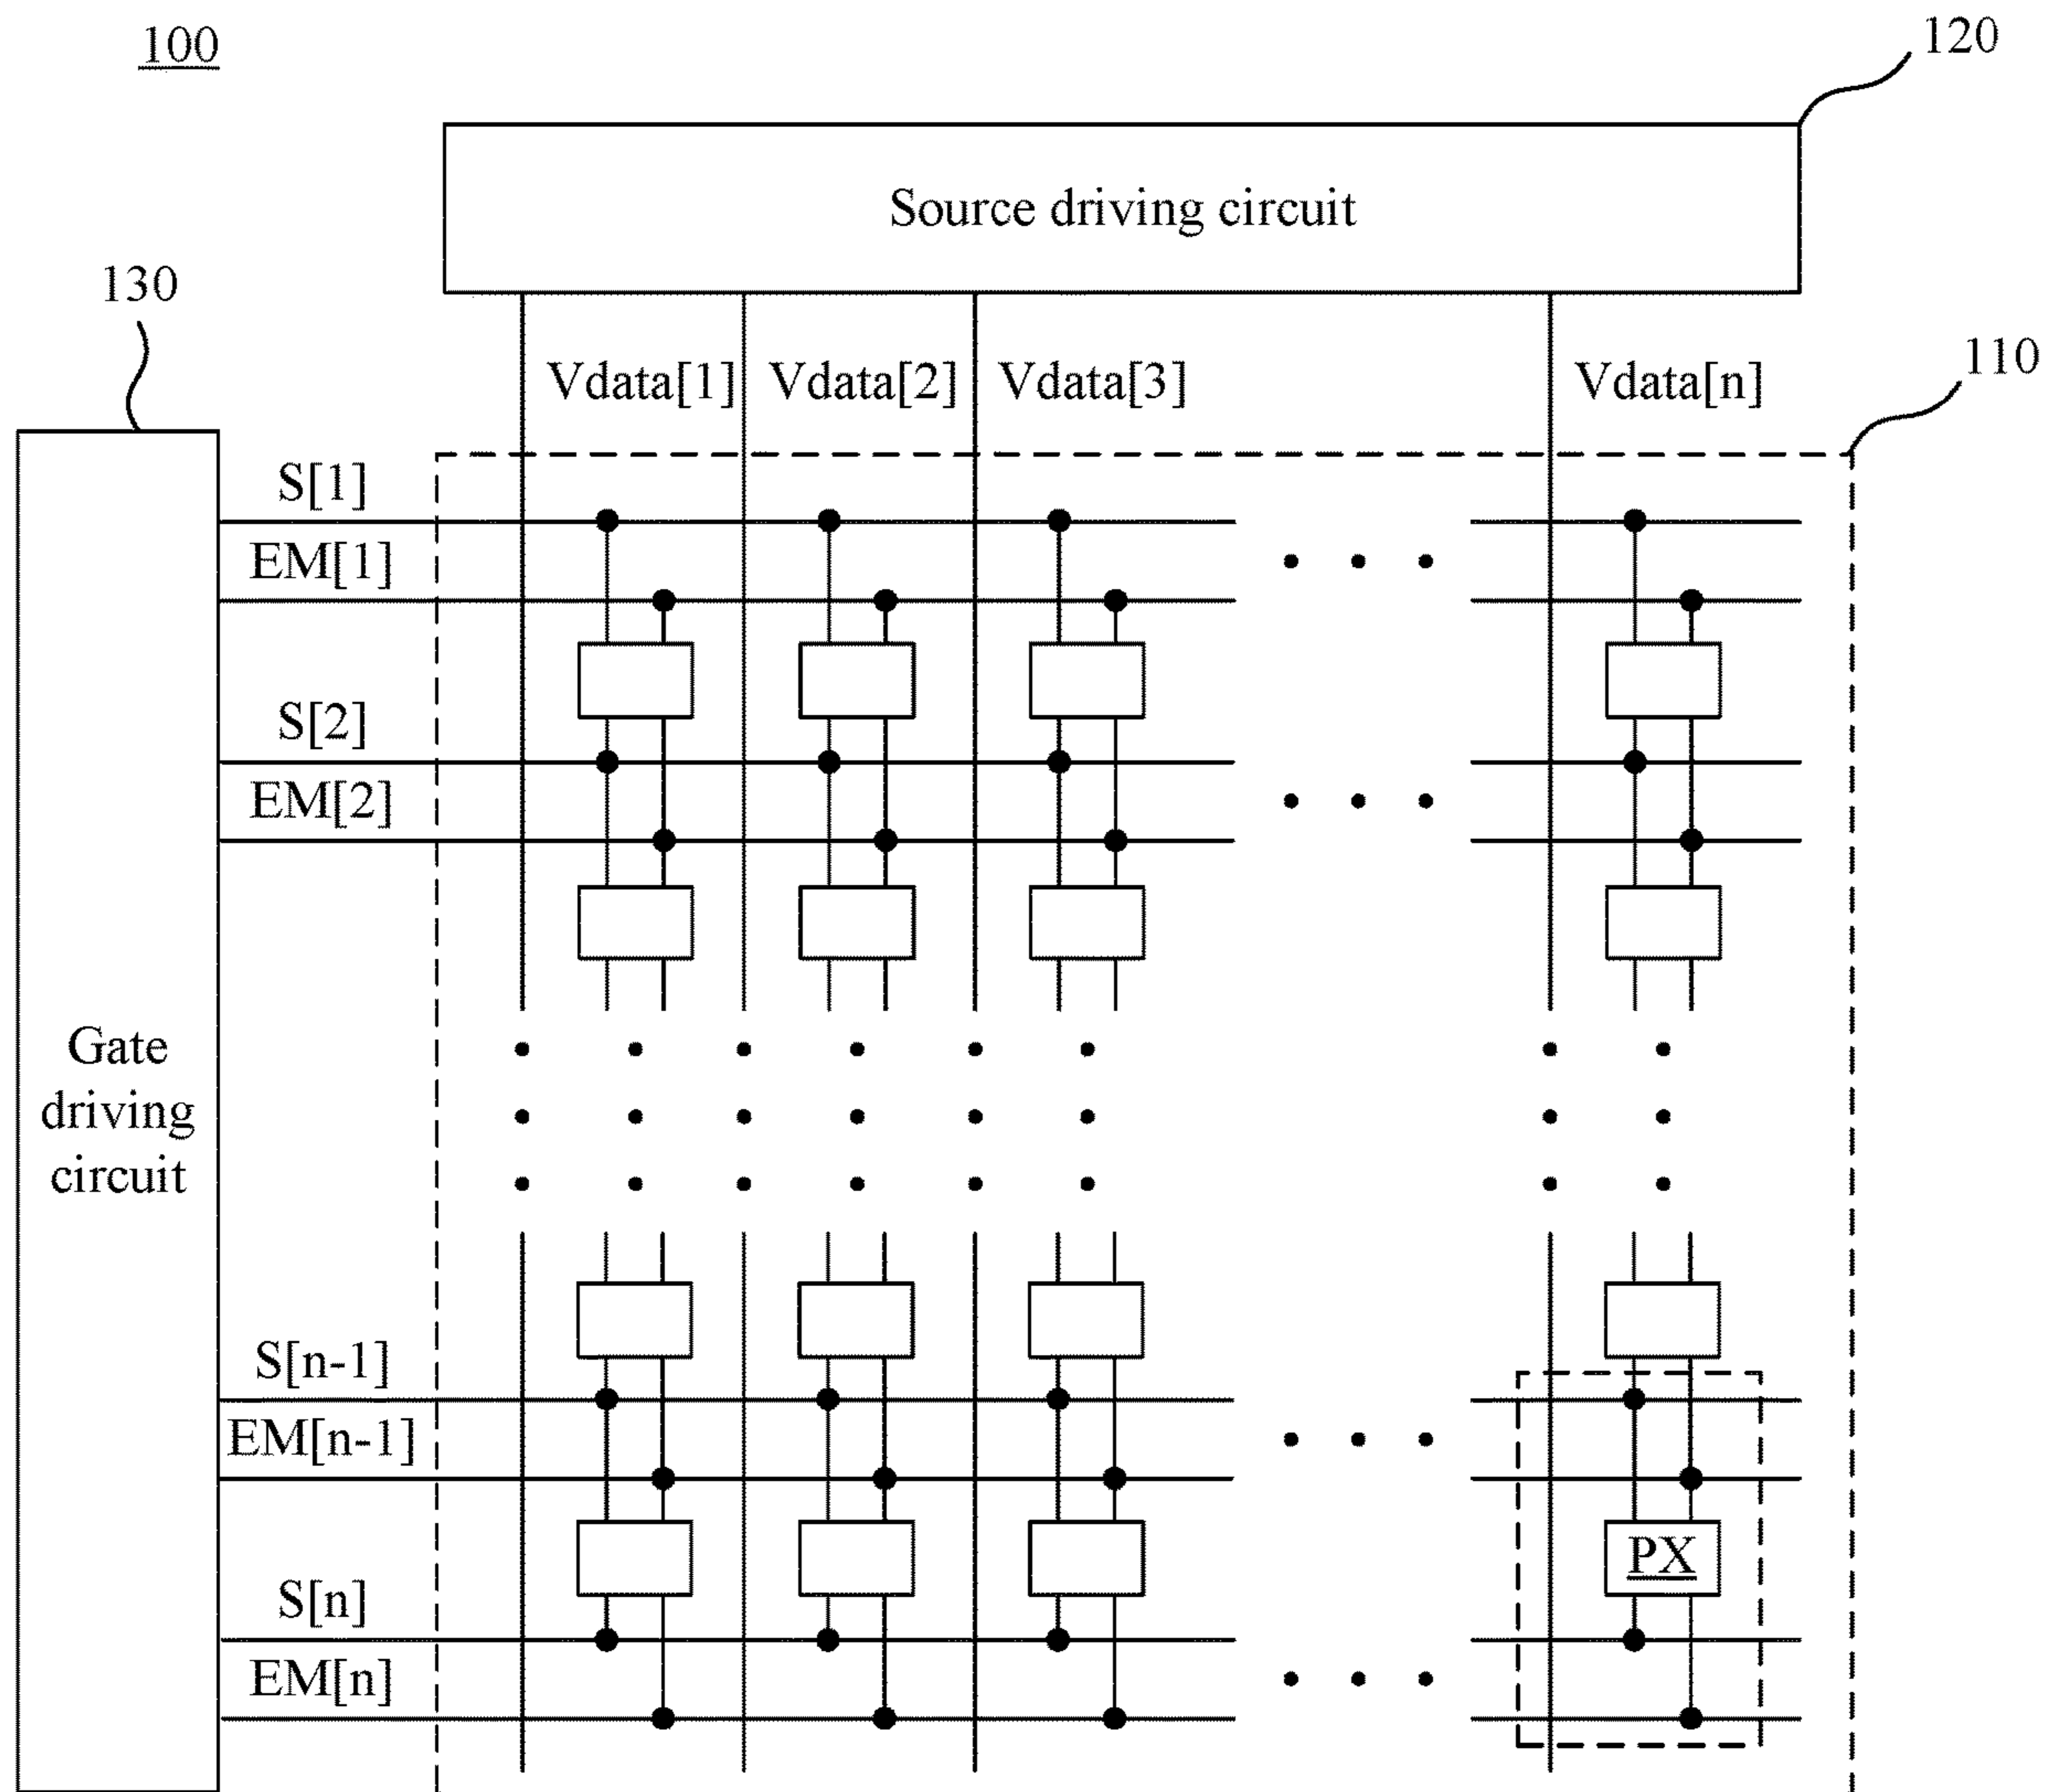 100
120
Source driving circuit
130
110
Vdata[1] Vdata[2] Vdata[3] Vdata[n]
S[1]
EM[1]
S[2]
EM[2]
Gate
driving
circuit
S[n-1]
EM[n-1]
PX
S[n]
EM[n]